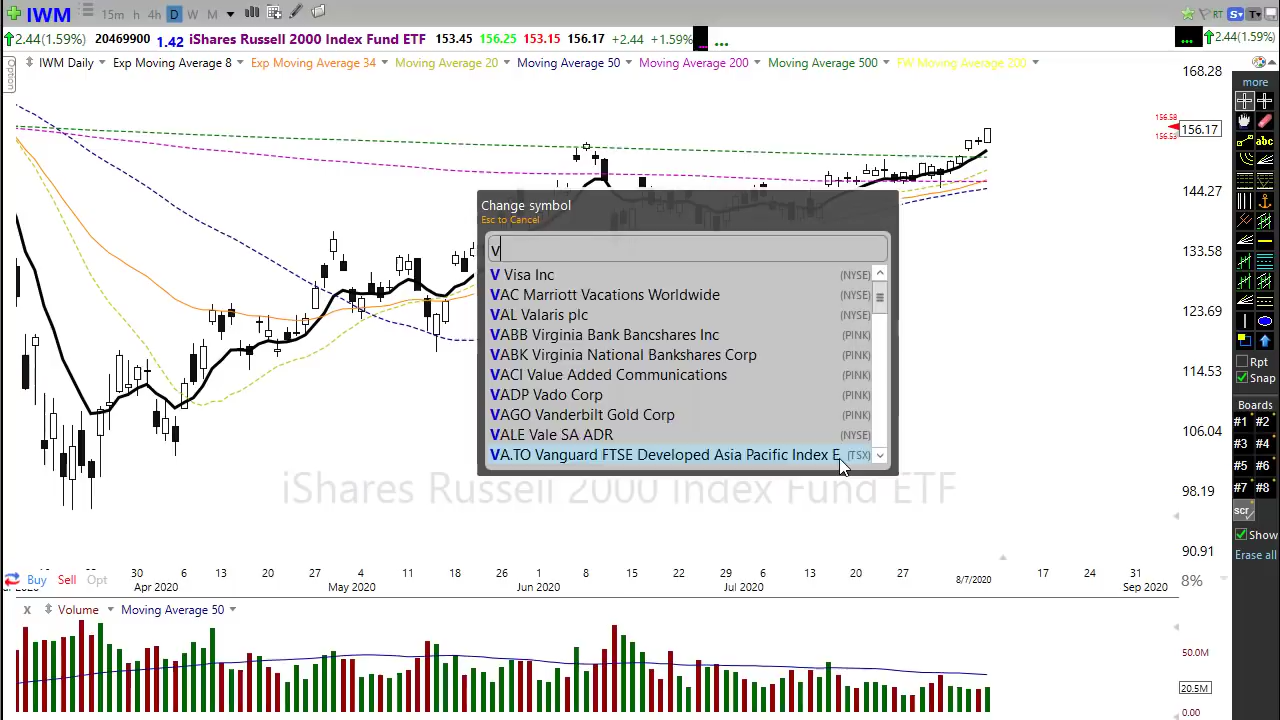 IWM 15m h 4h D W M RT S T
2.44(1.59%) 20469900 1.42 iShares Russell 2000 Index Fund ETF 153.45 156.25 153.15 156.17 +2.44 +1.59% ... ... 2.44(1.59%)
Option
IWM Daily Exp Moving Average 8 Exp Moving Average 34 Moving Average 20 Moving Average 50 Moving Average 200 Moving Average 500 FW Moving Average 200
168.28
156.58
156.17
156.53
144.27
133.58
123.69
114.53
106.04
98.19
90.91
more
abc
Rpt
Snap
Boards
#1 #2
#3 #4
#5 #6
#7 #8
scr
Show
Erase all
Change symbol
Esc to Cancel
V
V Visa Inc (NYSE)
VAC Marriott Vacations Worldwide (NYSE)
VAL Valaris plc (NYSE)
VABB Virginia Bank Bancshares Inc (PINK)
VABK Virginia National Bankshares Corp (PINK)
VACI Value Added Communications (PINK)
VADP Vado Corp (PINK)
VAGO Vanderbilt Gold Corp (PINK)
VALE Vale SA ADR (NYSE)
VA.TO Vanguard FTSE Developed Asia Pacific Index E (TSX)
iShares Russell 2000 Index Fund ETF
Buy Sell Opt
30 6 13 20 27 4 11 18 26 1 8 15 22 29 6 13 20 27 8/7/2020 17 24 31
2020 Apr 2020 May 2020 Jun 2020 Jul 2020 Sep 2020
8%
x Volume Moving Average 50
50.0M
20.5M
0.00